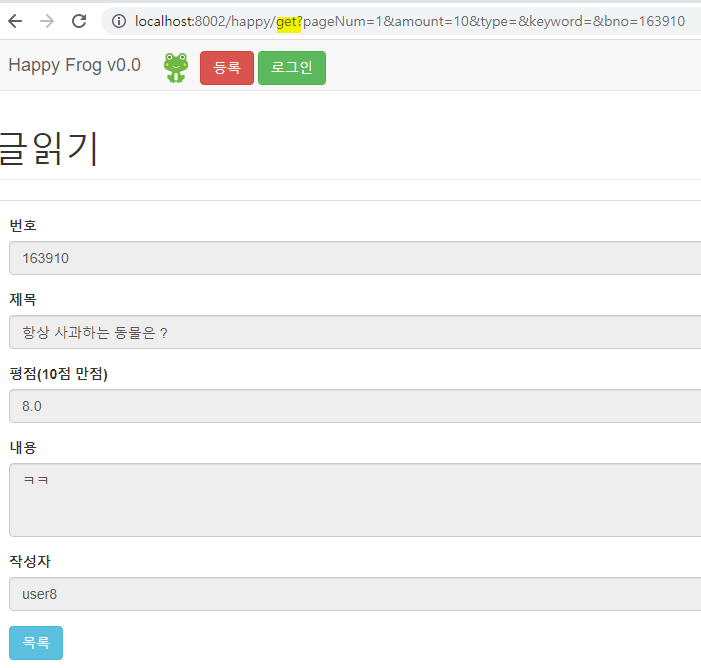 localhost:8002/happy/get?pageNum=1&amount=10&type=&keyword=&bno=163910
Happy Frog v0.0 등록 로그인
글읽기
번호
163910
제목
항상 사과하는 동물은 ?
평점(10점 만점)
8.0
내용
ㅋㅋ
작성자
user8
목록